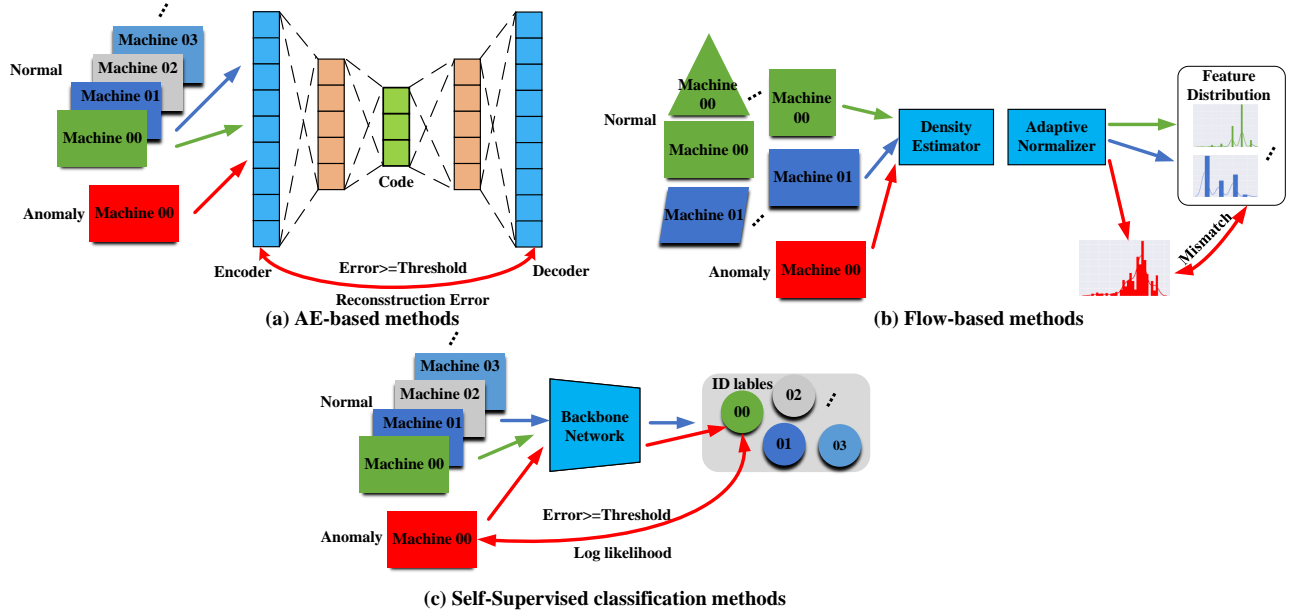 Machine 03
Normal
Machine 02
Machine 01
Machine 00
Anomaly
Machine 00
Code
Encoder
Error>=Threshold
Decoder
Reconsstruction Error
(a) AE-based methods
Machine
00
Machine
00
Normal
Machine 00
Machine 01
Machine 01
Anomaly
Machine 00
Density
Estimator
Adaptive
Normalizer
Feature
Distribution
Mismatch
(b) Flow-based methods
Machine 03
Normal
Machine 02
Machine 01
Machine 00
Anomaly
Machine 00
Backbone
Network
ID lables
00
02
01
03
Error>=Threshold
Log likelihood
(c) Self-Supervised classification methods